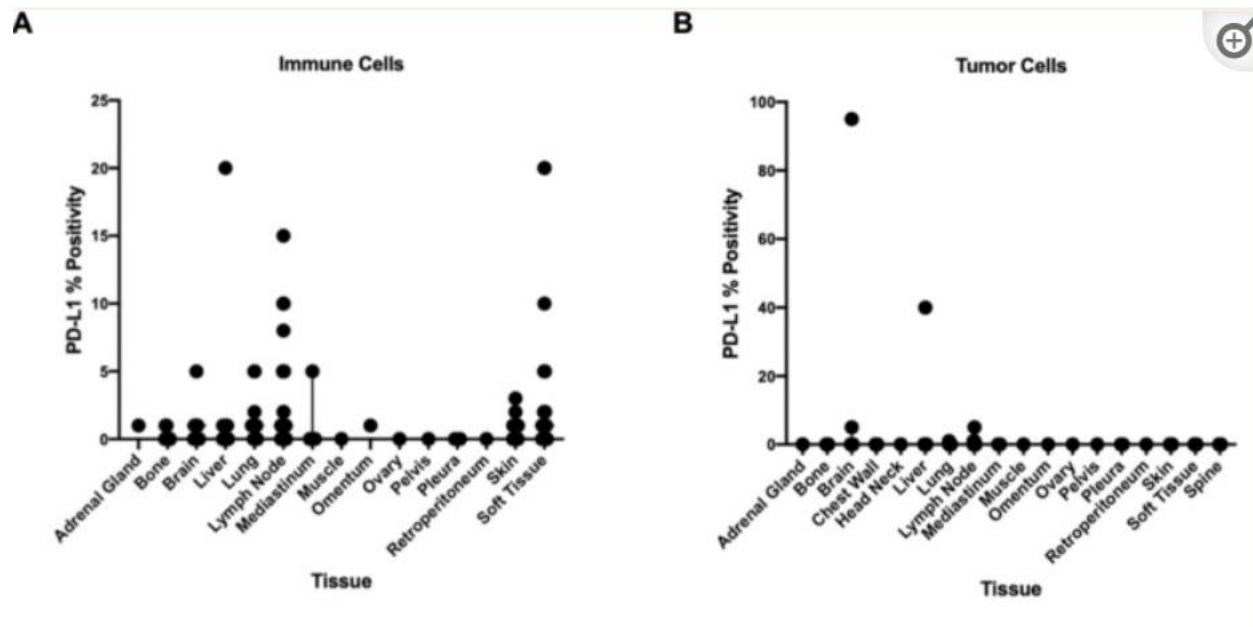 A
B
Immune Cells
PD-L1 % Positivity
25
20
15
10
5
0
Adrenal Gland
Bone
Brain
Liver
Lung
Lymph Node
Mediastinum
Muscle
Omentum
Ovary
Pelvis
Pleura
Retroperitoneum
Skin
Soft Tissue
Tissue
Tumor Cells
PD-L1 % Positivity
100
80
60
40
20
0
Adrenal Gland
Bone
Brain
Chest Wall
Head Neck
Liver
Lung
Lymph Node
Mediastinum
Muscle
Omentum
Ovary
Pelvis
Pleura
Retroperitoneum
Skin
Soft Tissue
Spine
Tissue